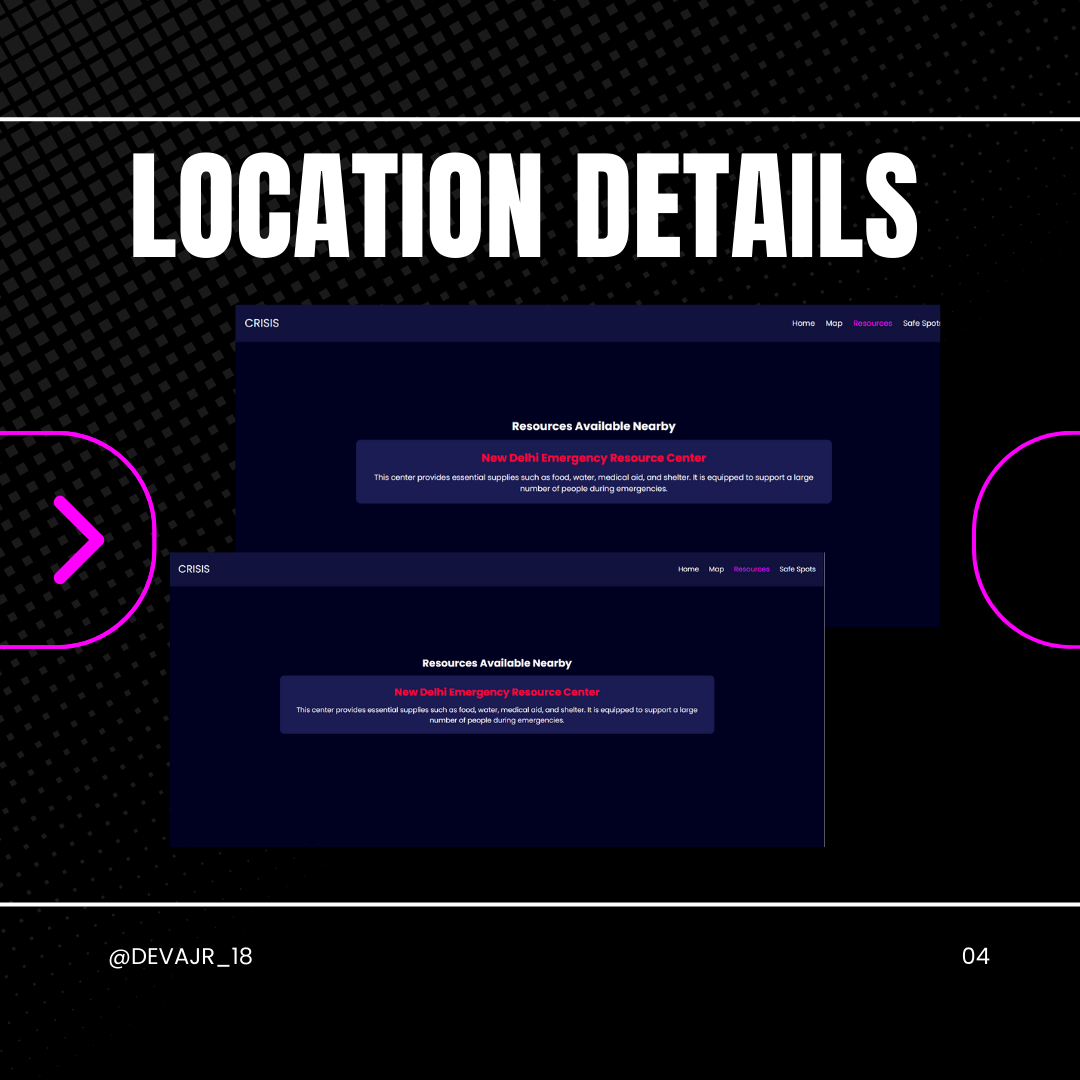 LOCATION DETAILS
CRISIS
Home Map Resources Safe Spots
Resources Available Nearby
New Delhi Emergency Resource Center
This center provides essential supplies such as food, water, medical aid, and shelter. It is equipped to support a large
number of people during emergencies.
CRISIS
Home Map Resources Safe Spots
Resources Available Nearby
New Delhi Emergency Resource Center
This center provides essential supplies such as food, water, medical aid, and shelter. It is equipped to support a large
number of people during emergencies.
@DEVAJR_18
04